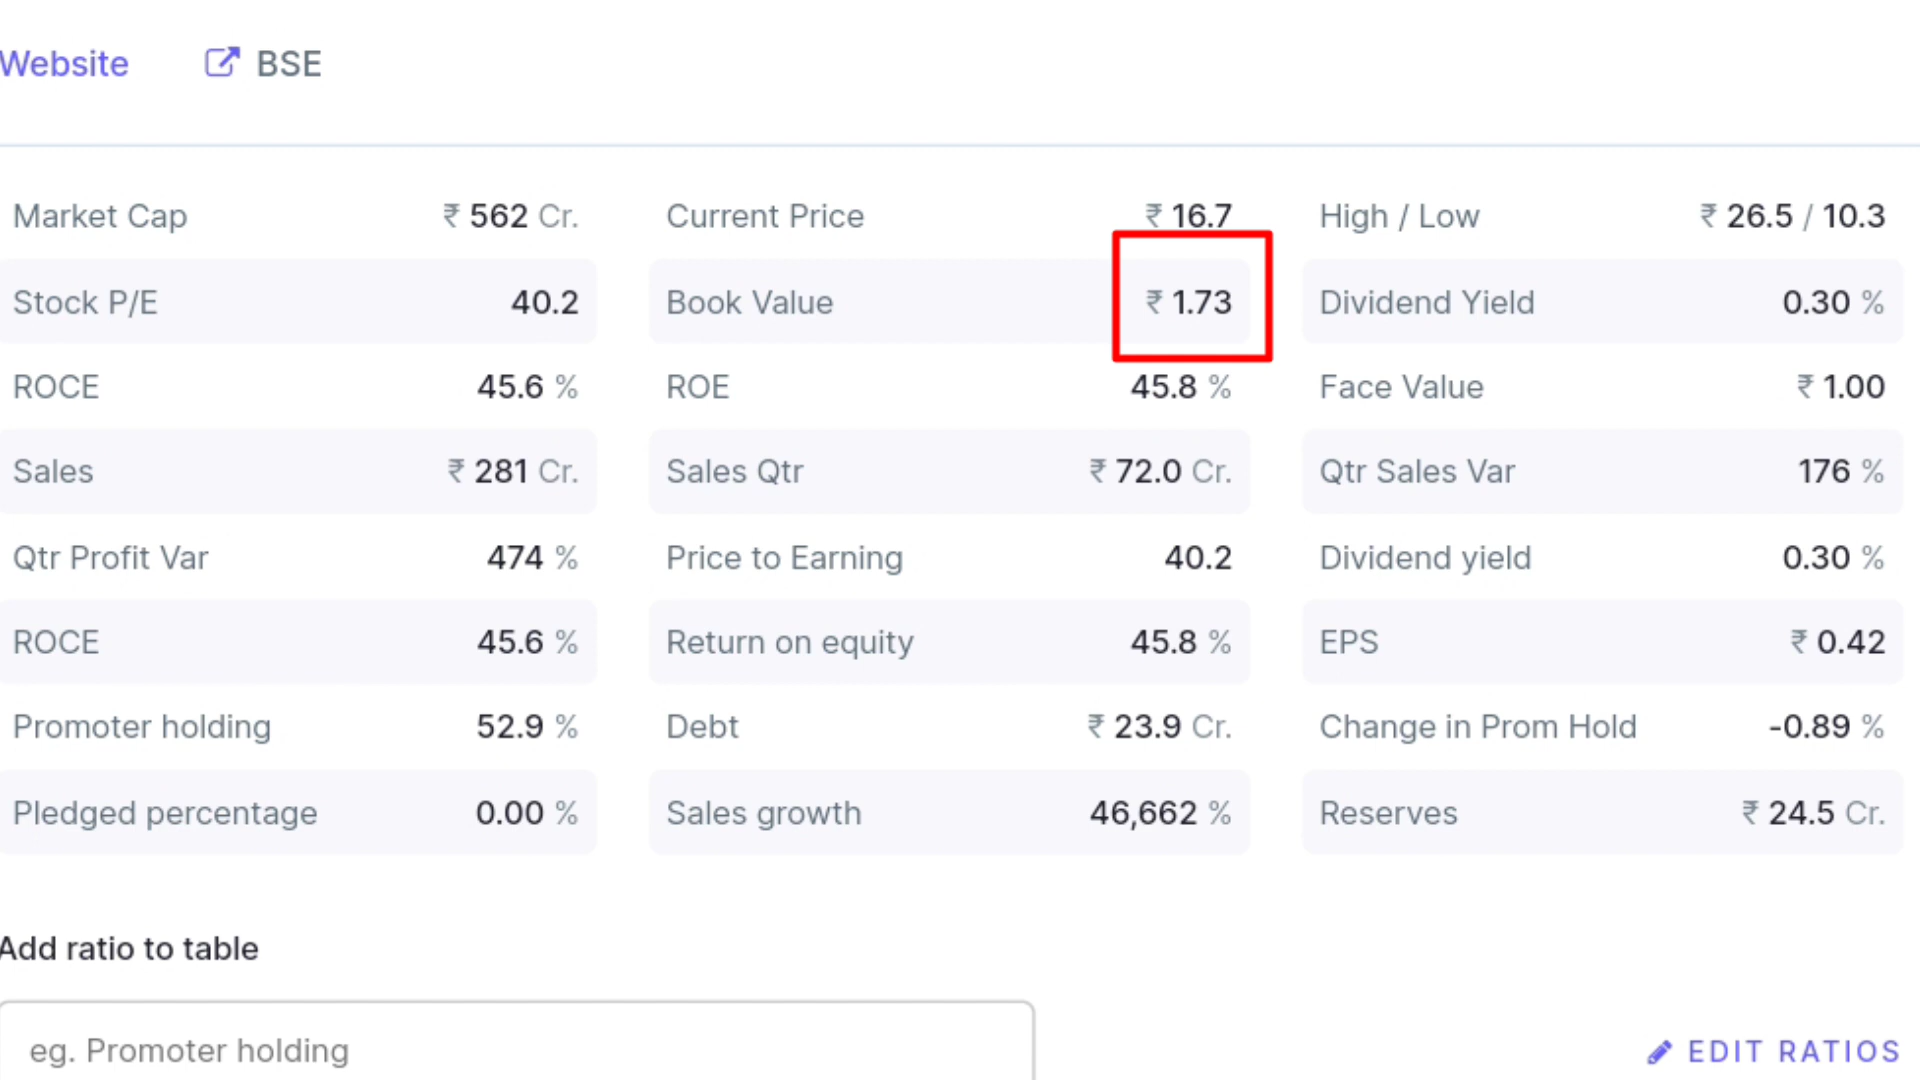 Website BSE
Market Cap ₹ 562 Cr. Current Price ₹ 16.7 High / Low ₹ 26.5 / 10.3
Stock P/E 40.2 Book Value ₹ 1.73 Dividend Yield 0.30 %
ROCE 45.6 % ROE 45.8 % Face Value ₹ 1.00
Sales ₹ 281 Cr. Sales Qtr ₹ 72.0 Cr. Qtr Sales Var 176 %
Qtr Profit Var 474 % Price to Earning 40.2 Dividend yield 0.30 %
ROCE 45.6 % Return on equity 45.8 % EPS ₹ 0.42
Promoter holding 52.9 % Debt ₹ 23.9 Cr. Change in Prom Hold -0.89 %
Pledged percentage 0.00 % Sales growth 46,662 % Reserves ₹ 24.5 Cr.
Add ratio to table
eg. Promoter holding EDIT RATIOS